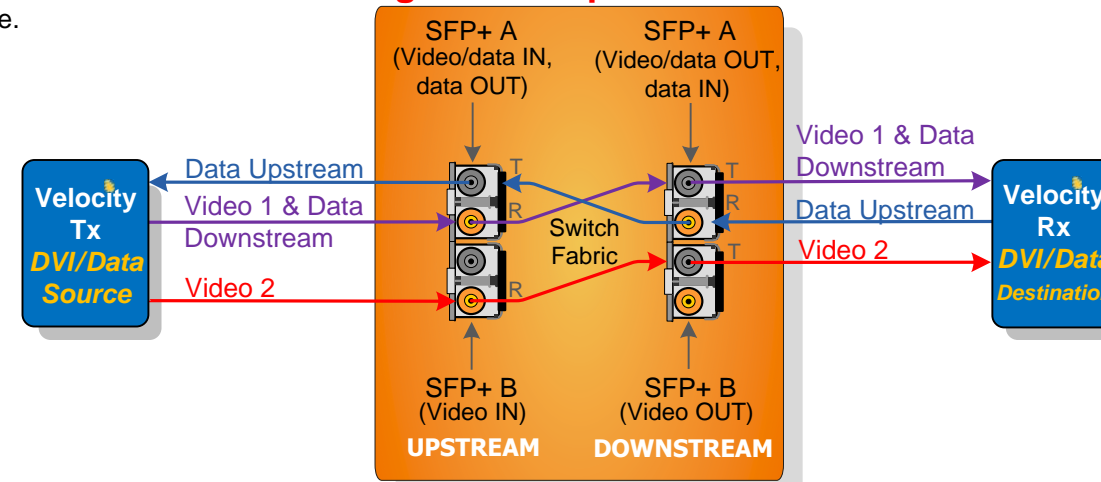 e.
SFP+ A
(Video/data IN,
data OUT)
SFP+ A
(Video/data OUT,
data IN)
Data Upstream
Video 1 & Data
Downstream
Video 2
Velocity
Tx
DVI/Data
Source
T
R
R
Switch
Fabric
T
R
T
Video 1 & Data
Downstream
Data Upstream
Video 2
Velocity
Rx
DVI/Data
Destination
SFP+ B
(Video IN)
UPSTREAM
SFP+ B
(Video OUT)
DOWNSTREAM